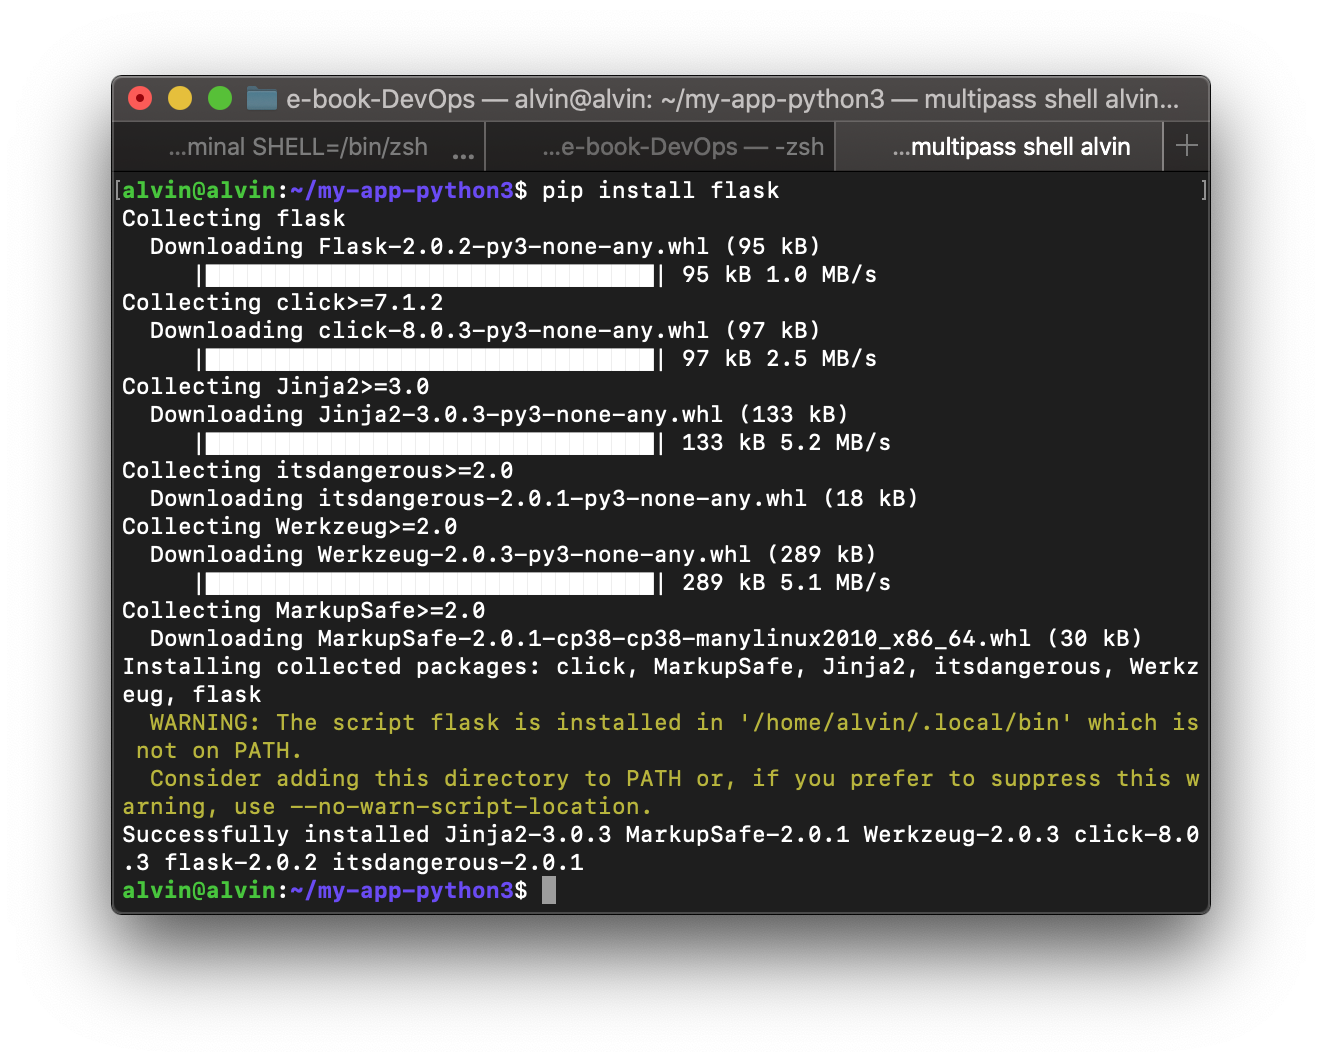 e-book-DevOps — alvin@alvin: ~/my-app-python3 — multipass shell alvin...
...minal SHELL=/bin/zsh ...
...e-book-DevOps — -zsh
...multipass shell alvin
+
[alvin@alvin:~/my-app-python3$ pip install flask ]
Collecting flask
  Downloading Flask-2.0.2-py3-none-any.whl (95 kB)
     |████████████████████████████████| 95 kB 1.0 MB/s
Collecting click>=7.1.2
  Downloading click-8.0.3-py3-none-any.whl (97 kB)
     |████████████████████████████████| 97 kB 2.5 MB/s
Collecting Jinja2>=3.0
  Downloading Jinja2-3.0.3-py3-none-any.whl (133 kB)
     |████████████████████████████████| 133 kB 5.2 MB/s
Collecting itsdangerous>=2.0
  Downloading itsdangerous-2.0.1-py3-none-any.whl (18 kB)
Collecting Werkzeug>=2.0
  Downloading Werkzeug-2.0.3-py3-none-any.whl (289 kB)
     |████████████████████████████████| 289 kB 5.1 MB/s
Collecting MarkupSafe>=2.0
  Downloading MarkupSafe-2.0.1-cp38-cp38-manylinux2010_x86_64.whl (30 kB)
Installing collected packages: click, MarkupSafe, Jinja2, itsdangerous, Werkz
eug, flask
  WARNING: The script flask is installed in '/home/alvin/.local/bin' which is
 not on PATH.
  Consider adding this directory to PATH or, if you prefer to suppress this w
arning, use --no-warn-script-location.
Successfully installed Jinja2-3.0.3 MarkupSafe-2.0.1 Werkzeug-2.0.3 click-8.0
.3 flask-2.0.2 itsdangerous-2.0.1
alvin@alvin:~/my-app-python3$